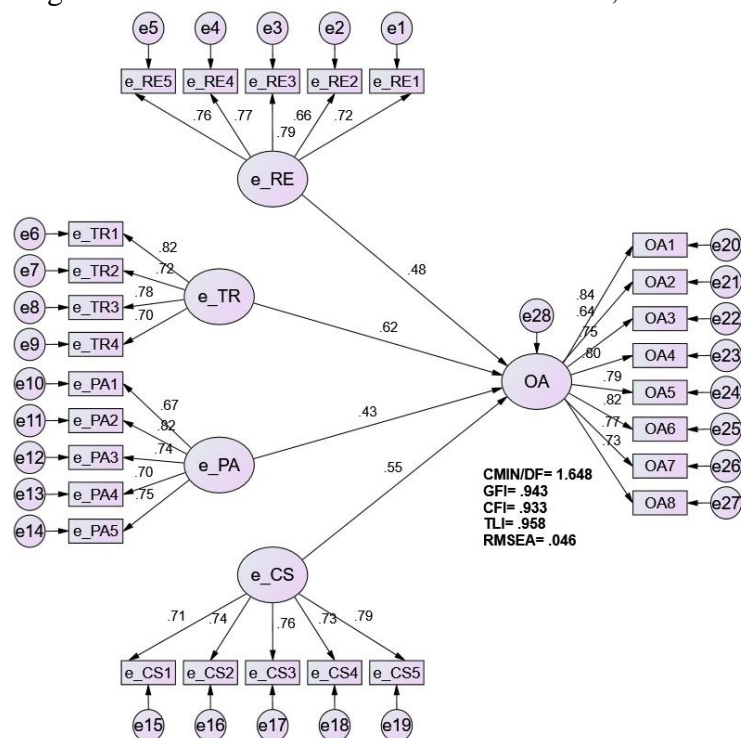 e5 e4 e3 e2 e1
e_RE5 e_RE4 e_RE3 e_RE2 e_RE1
.76 .77 .79 .66 .72
e_RE
.48
e6 e_TR1
e7 e_TR2
e8 e_TR3
e9 e_TR4
.82
.72
.78
.70
e_TR
.62
e10 e_PA1
e11 e_PA2
e12 e_PA3
e13 e_PA4
e14 e_PA5
.67
.82
.74
.70
.75
e_PA
.43
e28
OA
.84
.64
.75
.80
.79
.82
.77
.73
OA1 e20
OA2 e21
OA3 e22
OA4 e23
OA5 e24
OA6 e25
OA7 e26
OA8 e27
.55
CMIN/DF= 1.648
GFI= .943
CFI= .933
TLI= .958
RMSEA= .046
e_CS
.71 .74 .76 .73 .79
e_CS1 e_CS2 e_CS3 e_CS4 e_CS5
e15 e16 e17 e18 e19